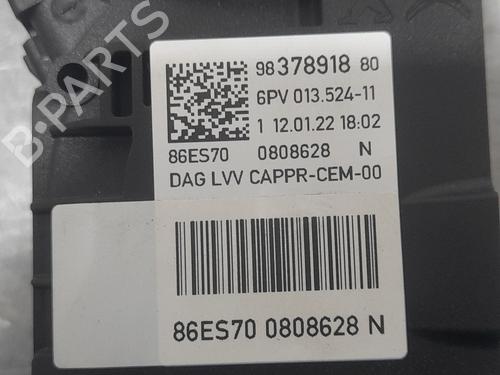 B-PARTS
98 378918 80
6PV 013.524-11
1 12.01.22 18:02
86ES70 0808628 N
DAG LVV CAPPR-CEM-00
86ES70 0808628 N